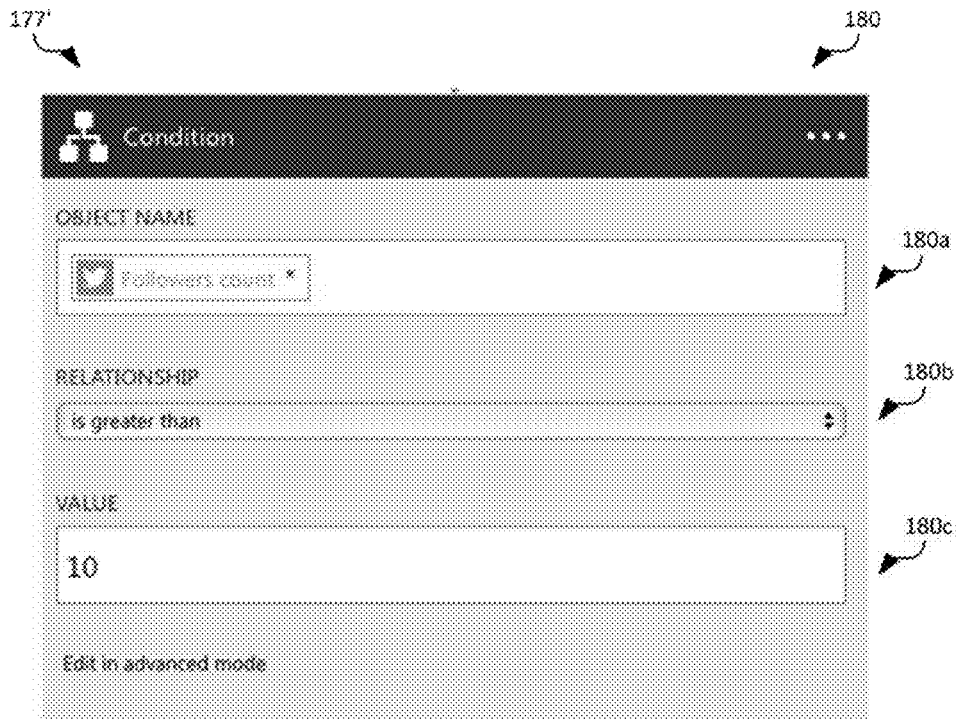 177' 180
Condition
OBJECT NAME
Followers count ×
180a
RELATIONSHIP
180b
is greater than
VALUE
180c
10
Edit in advanced mode